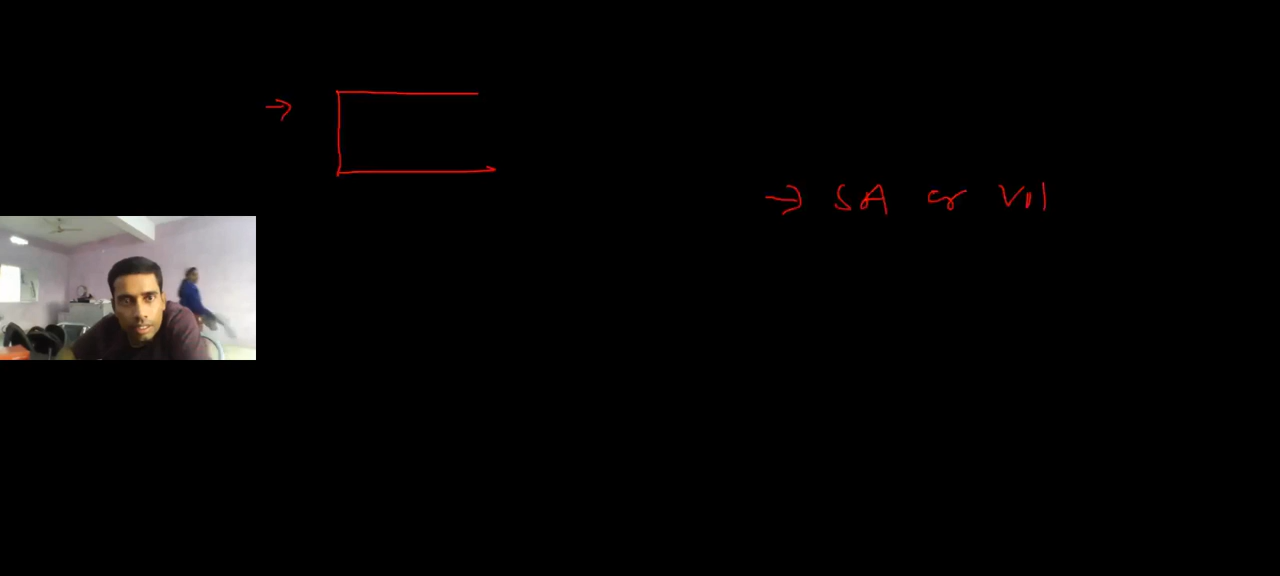 → SA or Vol